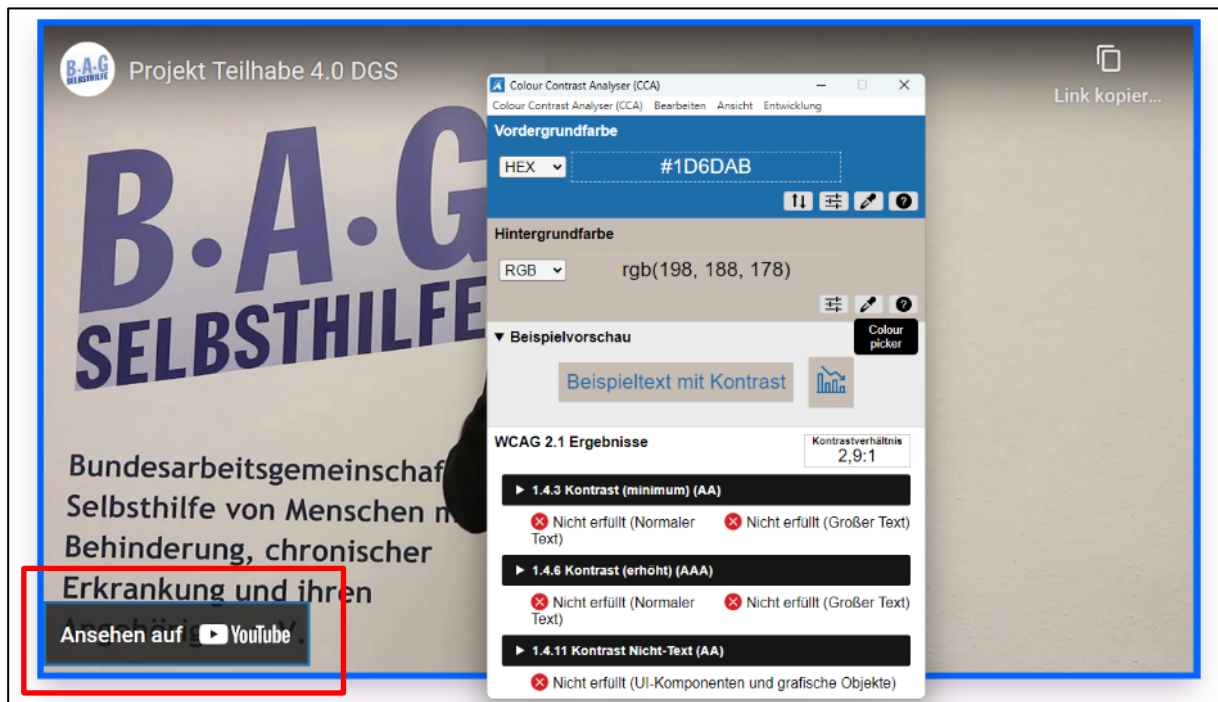 B·A·G
SELBSTHILFE
Projekt Teilhabe 4.0 DGS
Link kopier...
B·A·G
SELBSTHILFE
Bundesarbeitsgemeinschaf
Selbsthilfe von Menschen m
Behinderung, chronischer
Erkrankung und ihren
Ansehen auf YouTube
Colour Contrast Analyser (CCA)
Colour Contrast Analyser (CCA) Bearbeiten Ansicht Entwicklung
Vordergrundfarbe
HEX #1D6DAB
Hintergrundfarbe
RGB rgb(198, 188, 178)
Colour
picker
Beispielvorschau
Beispieltext mit Kontrast
WCAG 2.1 Ergebnisse
Kontrastverhältnis
2,9:1
1.4.3 Kontrast (minimum) (AA)
Nicht erfüllt (Normaler Text)
Nicht erfüllt (Großer Text)
1.4.6 Kontrast (erhöht) (AAA)
Nicht erfüllt (Normaler Text)
Nicht erfüllt (Großer Text)
1.4.11 Kontrast Nicht-Text (AA)
Nicht erfüllt (UI-Komponenten und grafische Objekte)